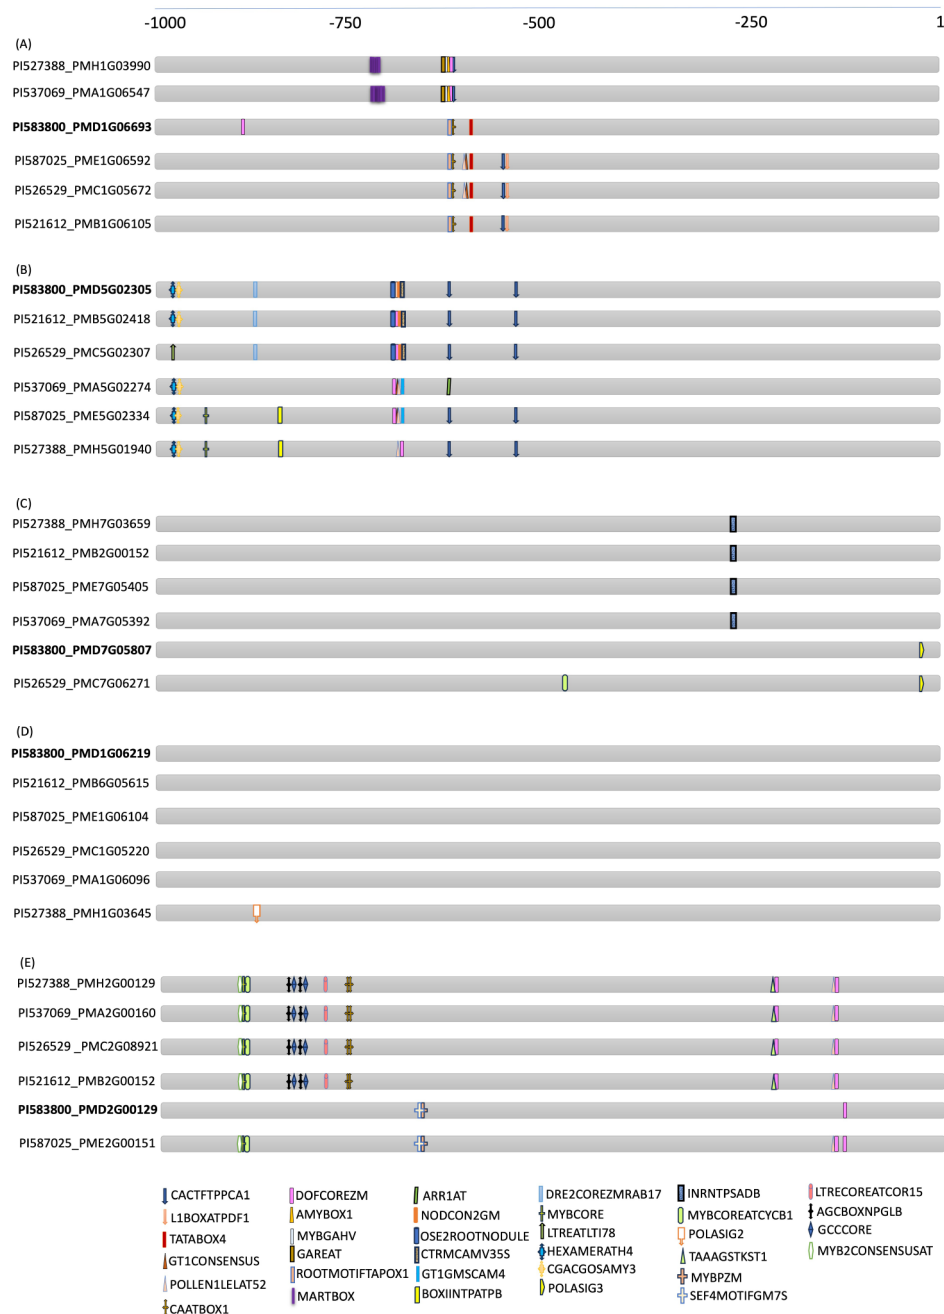 -1000 -750 -500 -250 1
(A)
PI527388_PMH1G03990
PI537069_PMA1G06547
PI583800_PMD1G06693
PI587025_PME1G06592
PI526529_PMC1G05672
PI521612_PMB1G06105
(B)
PI583800_PMD5G02305
PI521612_PMB5G02418
PI526529_PMC5G02307
PI537069_PMA5G02274
PI587025_PME5G02334
PI527388_PMH5G01940
(C)
PI527388_PMH7G03659
PI521612_PMB2G00152
PI587025_PME7G05405
PI537069_PMA7G05392
PI583800_PMD7G05807
PI526529_PMC7G06271
(D)
PI583800_PMD1G06219
PI521612_PMB6G05615
PI587025_PME1G06104
PI526529_PMC1G05220
PI537069_PMA1G06096
PI527388_PMH1G03645
(E)
PI527388_PMH2G00129
PI537069_PMA2G00160
PI526529 _PMC2G08921
PI521612_PMB2G00152
PI583800_PMD2G00129
PI587025_PME2G00151
CACTFTPPCA1
L1BOXATPDF1
TATABOX4
GT1CONSENSUS
POLLEN1LELAT52
CAATBOX1
DOFCOREZM
AMYBOX1
MYBGAHV
GAREAT
ROOTMOTIFTAPOX1
MARTBOX
ARR1AT
NODCON2GM
OSE2ROOTNODULE
CTRMCAMV35S
GT1GMSCAM4
BOXIINTPATPB
DRE2COREZMRAB17
MYBCORE
LTREATLTI78
HEXAMERATH4
CGACGOSAMY3
POLASIG3
INRNTPSADB
MYBCOREATCYCB1
POLASIG2
TAAAGSTKST1
MYBPZM
SEF4MOTIFGM7S
LTRECOREATCOR15
AGCBOXNPGLB
GCCCORE
MYB2CONSENSUSAT